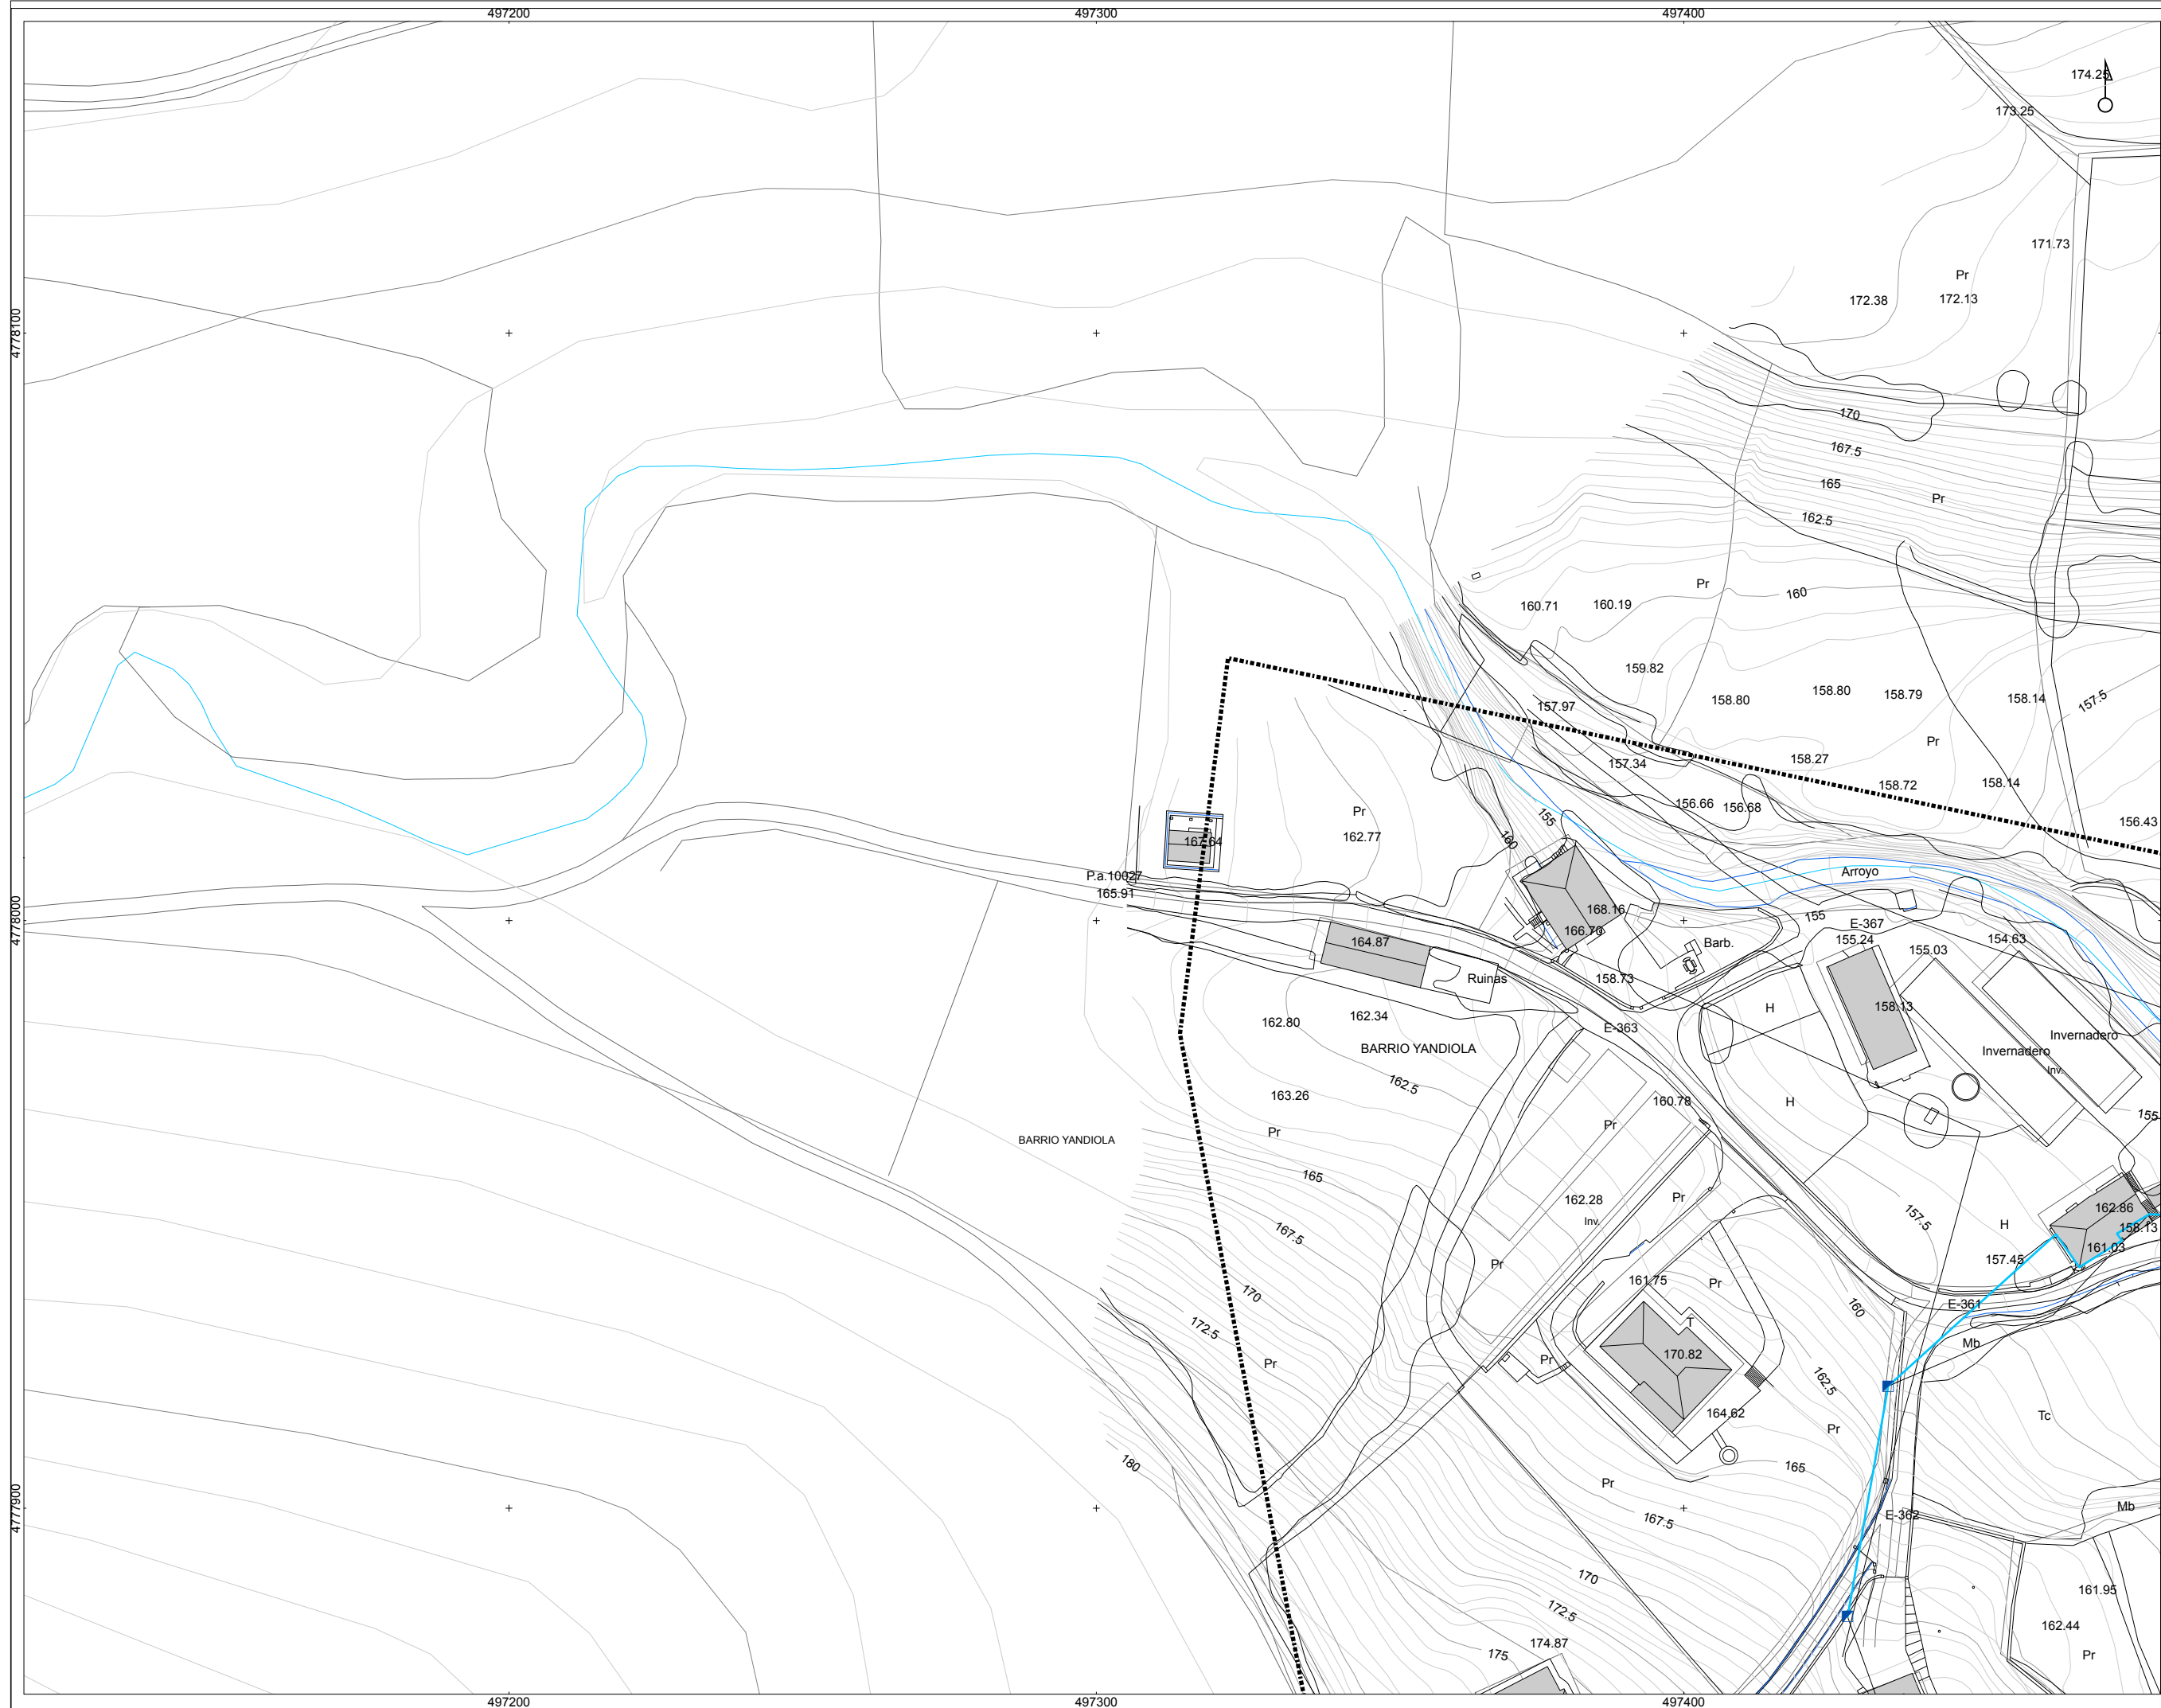 497200
497300
497400
174.25
173.25
171.73
Pr
172.38
172.13
4778100
170
167.5
165
Pr
162.5
Pr
160
160.71
160.19
159.82
158.80
158.80
158.79
158.14
157.5
157.97
Pr
157.34
158.27
158.72
158.14
156.66
156.68
156.43
Pr
162.77
155
160
167.64
P.a.10027
165.91
Arroyo
4778000
168.16
166.70
155
E-367
155.24
155.03
154.63
164.87
Barb.
Ruinas
158.73
158.13
H
162.80
162.34
E-363
Invernadero
Invernadero
Inv.
BARRIO YANDIOLA
162.5
163.26
160.78
H
155
Pr
Pr
BARRIO YANDIOLA
165
162.28
Pr
Inv.
157.5
H
162.86
158.13
161.03
157.45
167.5
Pr
161.75
Pr
170
160
E-361
172.5
T
Mb
Pr
Pr
170.82
162.5
164.62
Tc
Pr
180
165
Pr
4777900
167.5
E-362
Mb
170
161.95
172.5
162.44
174.87
175
Pr
497200
497300
497400